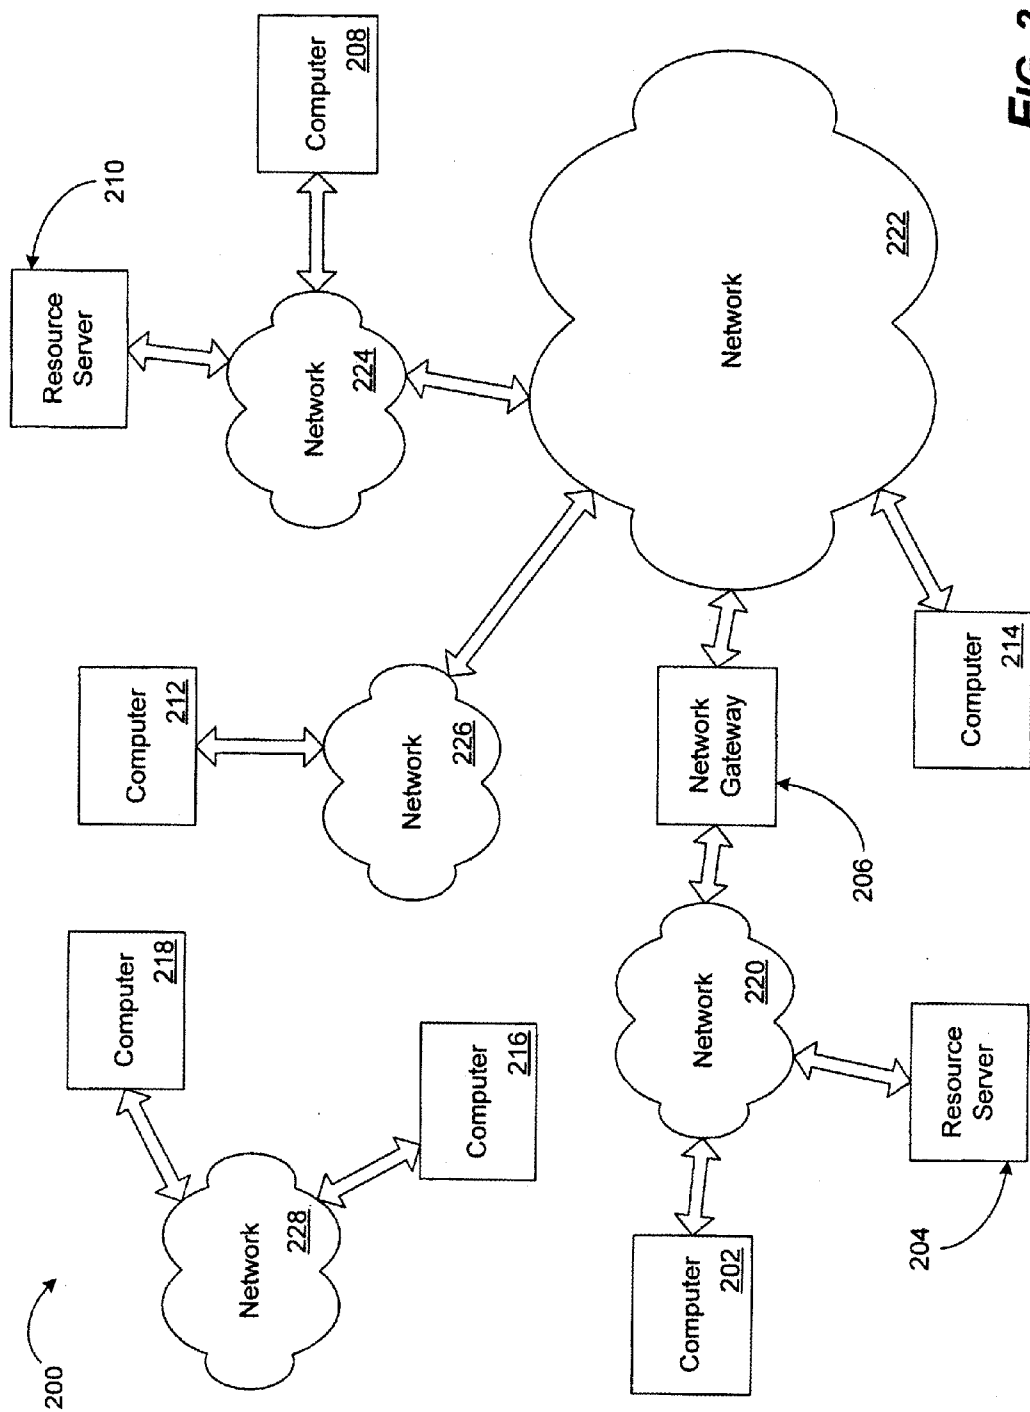 200
Resource
Server
210
Computer
218
Computer
212
Network
228
Network
224
Computer
208
Network
226
Computer
216
Computer
202
Network
220
Network
Gateway
206
Network
222
204
Resource
Server
Computer
214
FIG. 2